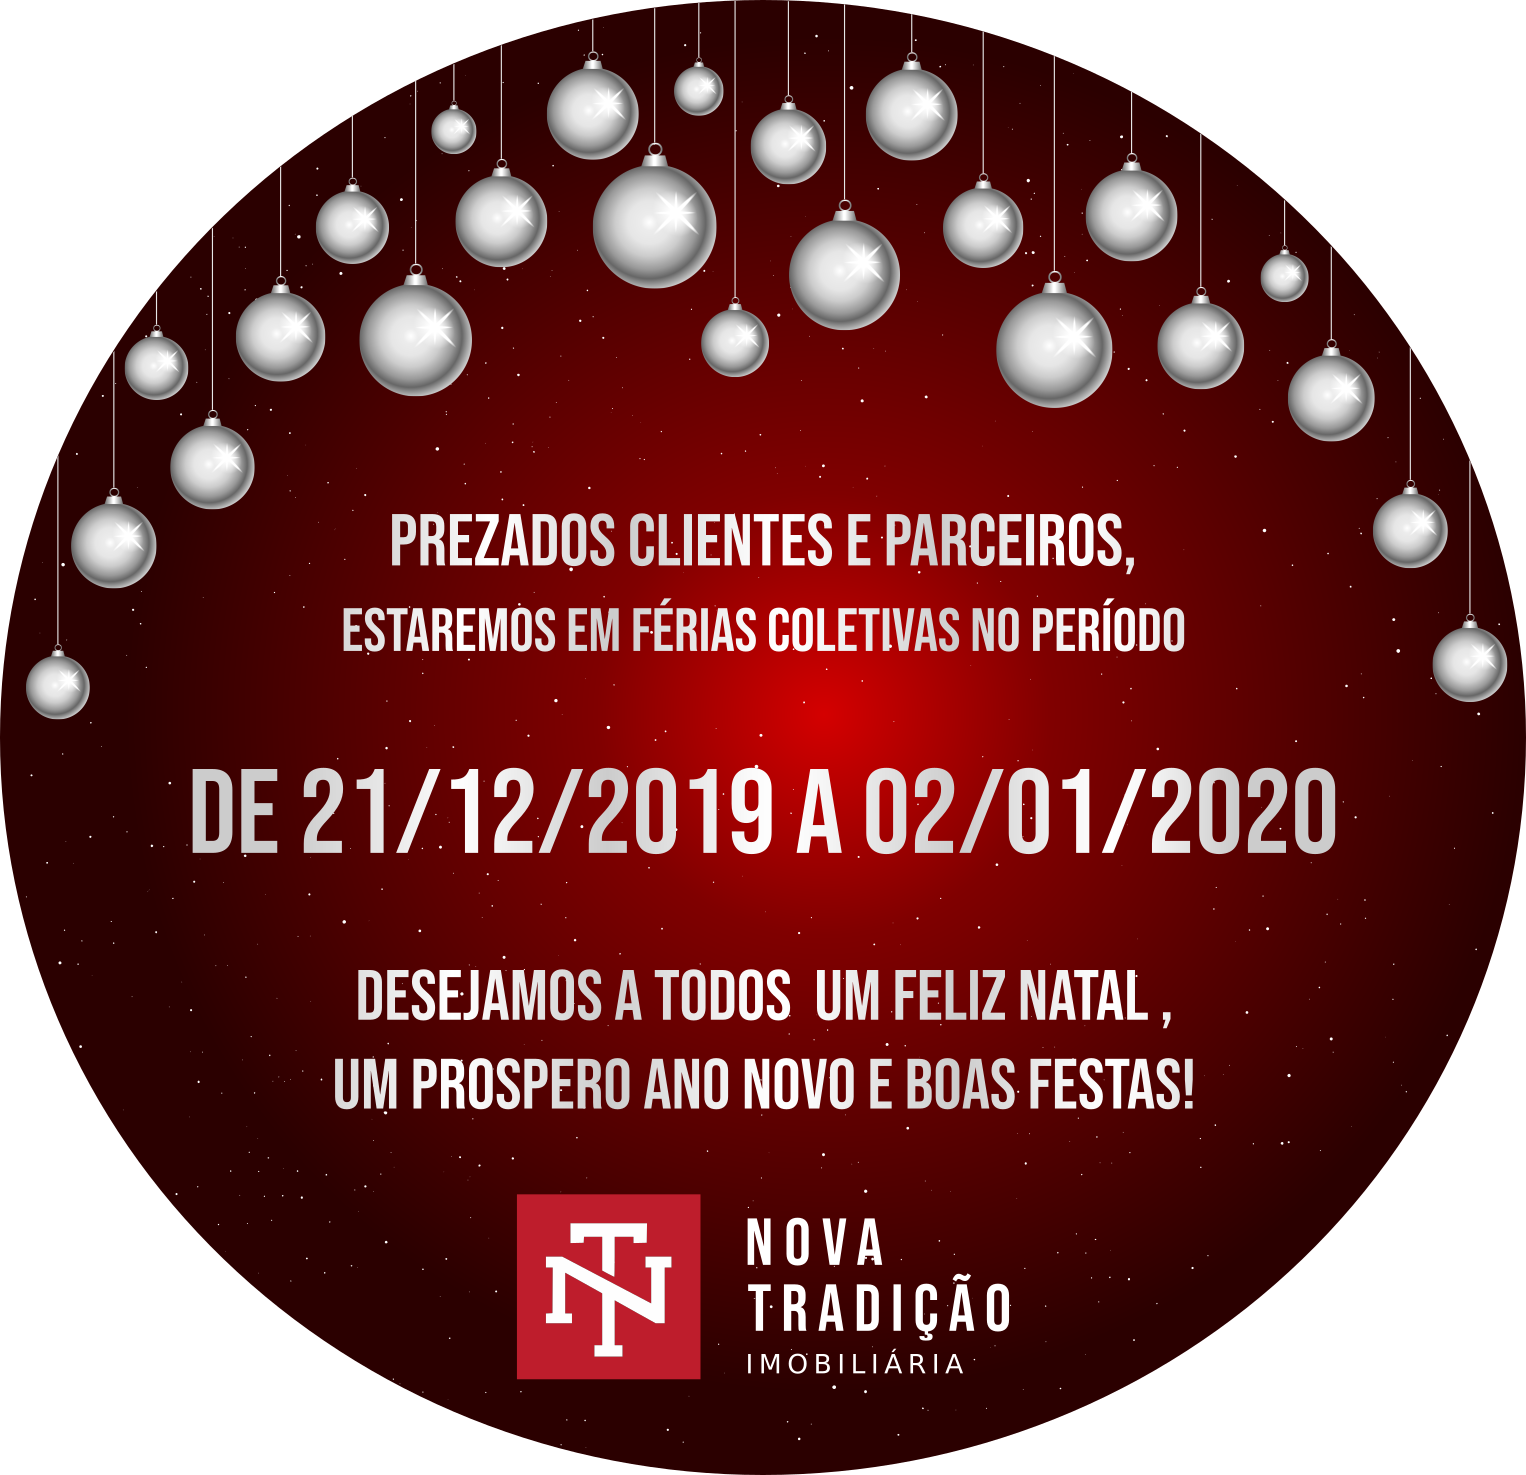 PREZADOS CLIENTES E PARCEIROS,
ESTAREMOS EM FÉRIAS COLETIVAS NO PERÍODO
DE 21/12/2019 A 02/01/2020
DESEJAMOS A TODOS UM FELIZ NATAL ,
UM PROSPERO ANO NOVO E BOAS FESTAS!
NT
NOVA
TRADIÇÃO
IMOBILIÁRIA